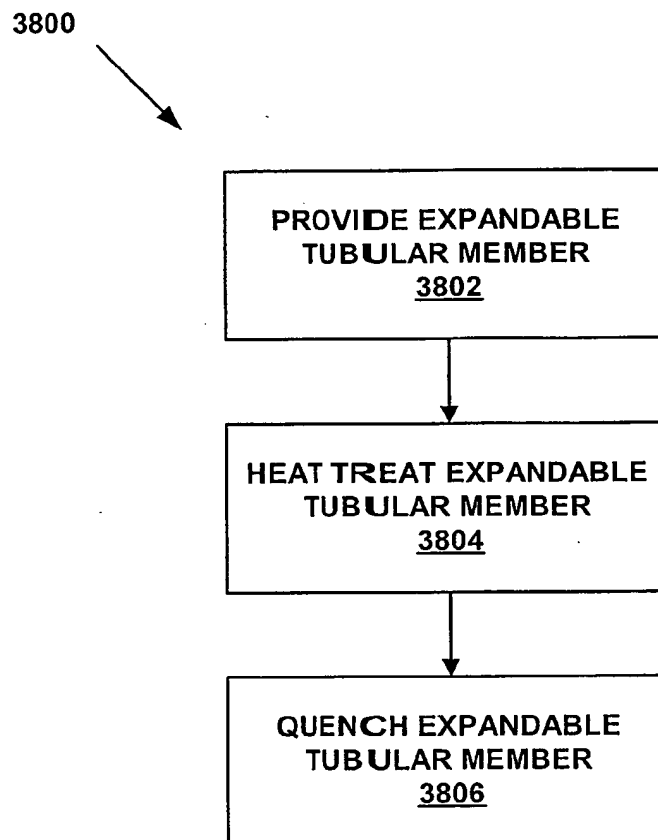 3800
PROVIDE EXPANDABLE
TUBULAR MEMBER
3802
HEAT TREAT EXPANDABLE
TUBULAR MEMBER
3804
QUENCH EXPANDABLE
TUBULAR MEMBER
3806